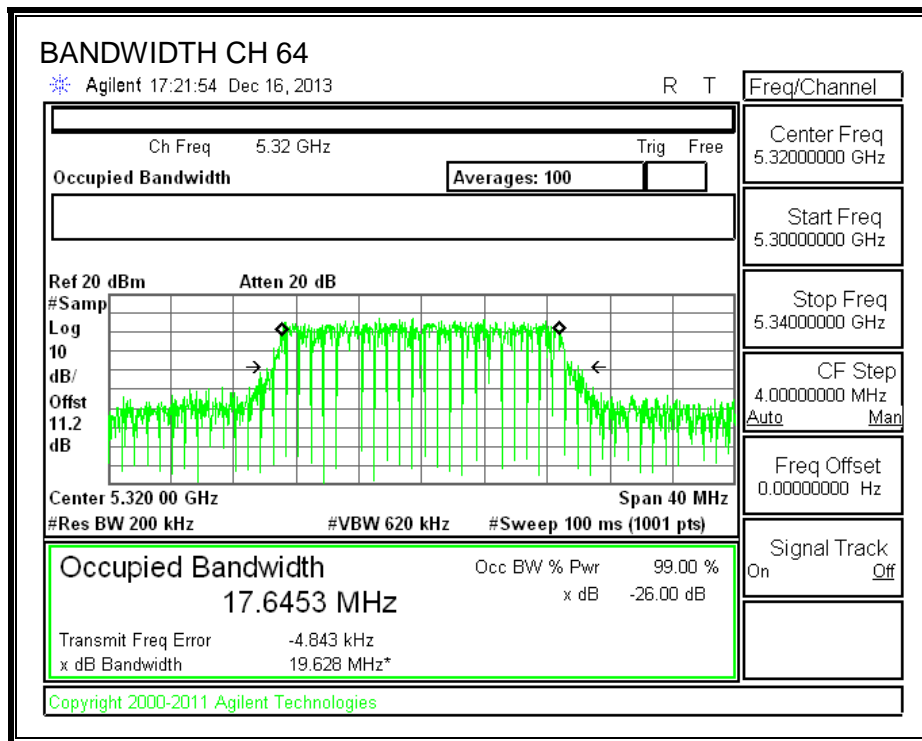 BANDWIDTH CH 64
Agilent 17:21:54 Dec 16, 2013 R T
Freq/Channel
Ch Freq 5.32 GHz Trig Free
Occupied Bandwidth Averages: 100
Center Freq
5.32000000 GHz
Start Freq
5.30000000 GHz
Stop Freq
5.34000000 GHz
CF Step
4.00000000 MHz
Auto Man
Freq Offset
0.00000000 Hz
Signal Track
On Off
Ref 20 dBm Atten 20 dB
#Samp
Log
10
dB/
Offst
11.2
dB
Center 5.320 00 GHz Span 40 MHz
#Res BW 200 kHz #VBW 620 kHz #Sweep 100 ms (1001 pts)
Occupied Bandwidth Occ BW % Pwr 99.00 %
17.6453 MHz x dB -26.00 dB
Transmit Freq Error -4.843 kHz
x dB Bandwidth 19.628 MHz*
Copyright 2000-2011 Agilent Technologies